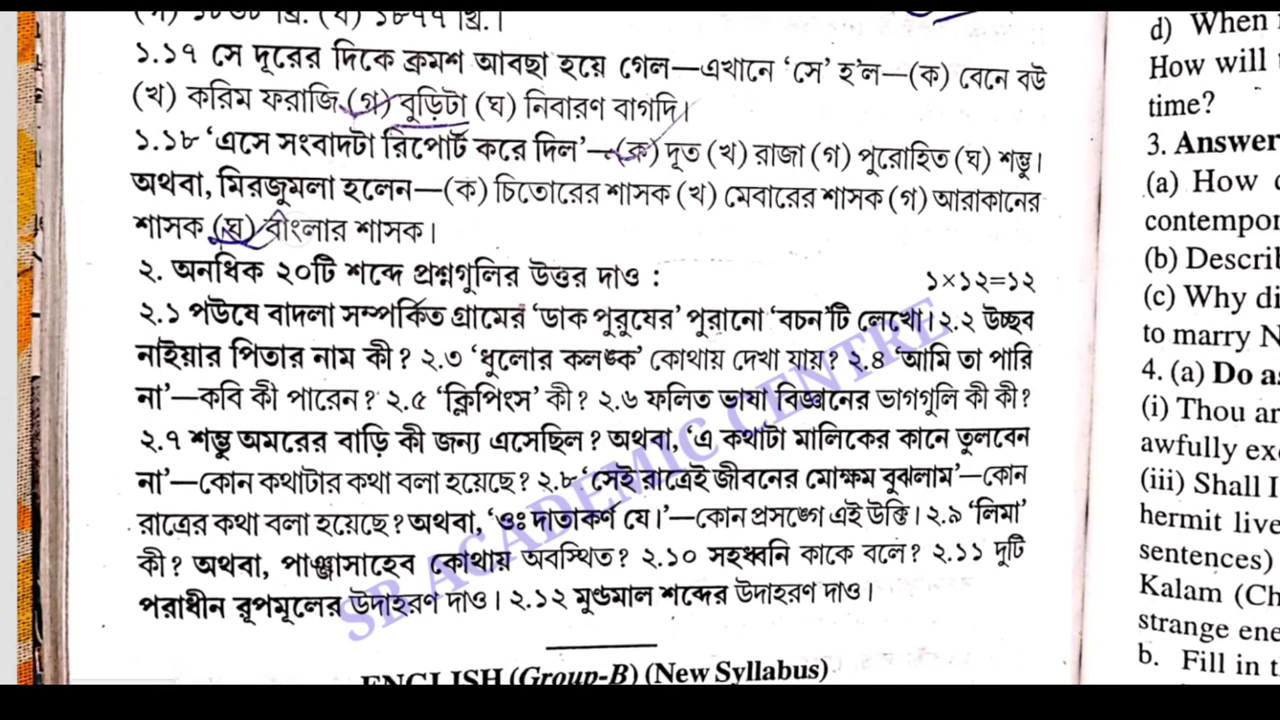 ১.১৭ সে দূরের দিকে ক্রমশ আবছা হয়ে গেল—এখানে ‘সে’ হ’ল—(ক) বেনে বউ
(খ) করিম ফরাজি (গ) বুড়িটা (ঘ) নিবারণ বাগদি।
১.১৮ ‘এসে সংবাদটা রিপোর্ট করে দিল’—(ক) দূত (খ) রাজা (গ) পুরোহিত (ঘ) শম্ভু।
অথবা, মিরজুমলা হলেন—(ক) চিতোরের শাসক (খ) মেবারের শাসক (গ) আরাকানের
শাসক (ঘ) বাংলার শাসক।
২. অনধিক ২০টি শব্দে প্রশ্নগুলির উত্তর দাও : ১×১২=১২
২.১ পউষে বাদলা সম্পর্কিত গ্রামের ‘ডাক পুরুষের’ পুরানো ‘বচন’টি লেখো। ২.২ উচ্ছব
নাইয়ার পিতার নাম কী? ২.৩ ‘ধুলোর কলঙ্ক’ কোথায় দেখা যায়? ২.৪ ‘আমি তা পারি
না’—কবি কী পারেন? ২.৫ ‘ক্লিপিংস’ কী? ২.৬ ফলিত ভাষা বিজ্ঞানের ভাগগুলি কী কী?
২.৭ শম্ভু অমরের বাড়ি কী জন্য এসেছিল? অথবা, ‘এ কথাটা মালিকের কানে তুলবেন
না’—কোন কথাটার কথা বলা হয়েছে? ২.৮ ‘সেই রাত্রেই জীবনের মোক্ষম বুঝলাম’—কোন
রাত্রের কথা বলা হয়েছে? অথবা, ‘ওঃ দাতাকর্ণ যে।’—কোন প্রসঙ্গে এই উক্তি। ২.৯ ‘লিমা’
কী? অথবা, পাঞ্জাসাহেব কোথায় অবস্থিত? ২.১০ সহধ্বনি কাকে বলে? ২.১১ দুটি
পরাধীন রূপমূলের উদাহরণ দাও। ২.১২ মুণ্ডমাল শব্দের উদাহরণ দাও।
ENGLISH (Group-B) (New Syllabus)
SR ACADEMIC CENTRE
d) When
How will
time?
3. Answer
(a) How
contempor
(b) Descri
(c) Why di
to marry N
4. (a) Do a
(i) Thou ar
awfully ex
(iii) Shall I
hermit live
sentences)
Kalam (Ch
strange ene
b. Fill in t